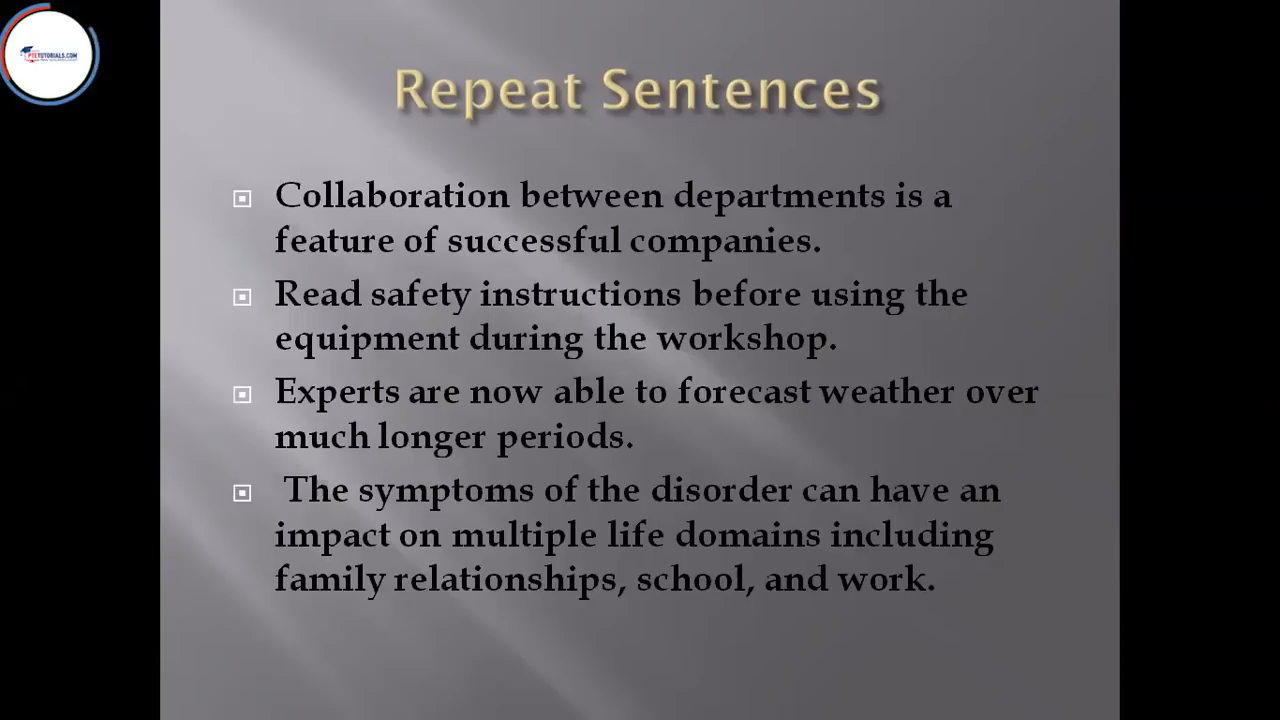 PTETUTORIALS.COM
Repeat Sentences
Collaboration between departments is a
feature of successful companies.
Read safety instructions before using the
equipment during the workshop.
Experts are now able to forecast weather over
much longer periods.
The symptoms of the disorder can have an
impact on multiple life domains including
family relationships, school, and work.